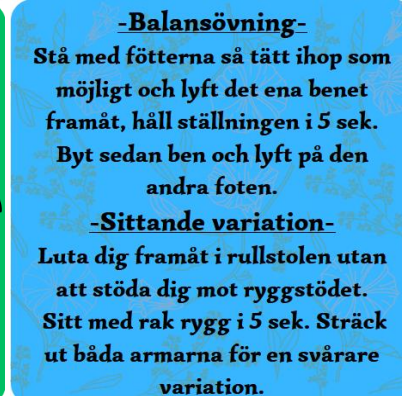 -Balansövning-
Stå med fötterna så tätt ihop som
möjligt och lyft det ena benet
framåt, håll ställningen i 5 sek.
Byt sedan ben och lyft på den
andra foten.
-Sittande variation-
Luta dig framåt i rullstolen utan
att stöda dig mot ryggstödet.
Sitt med rak rygg i 5 sek. Sträck
ut båda armarna för en svårare
variation.